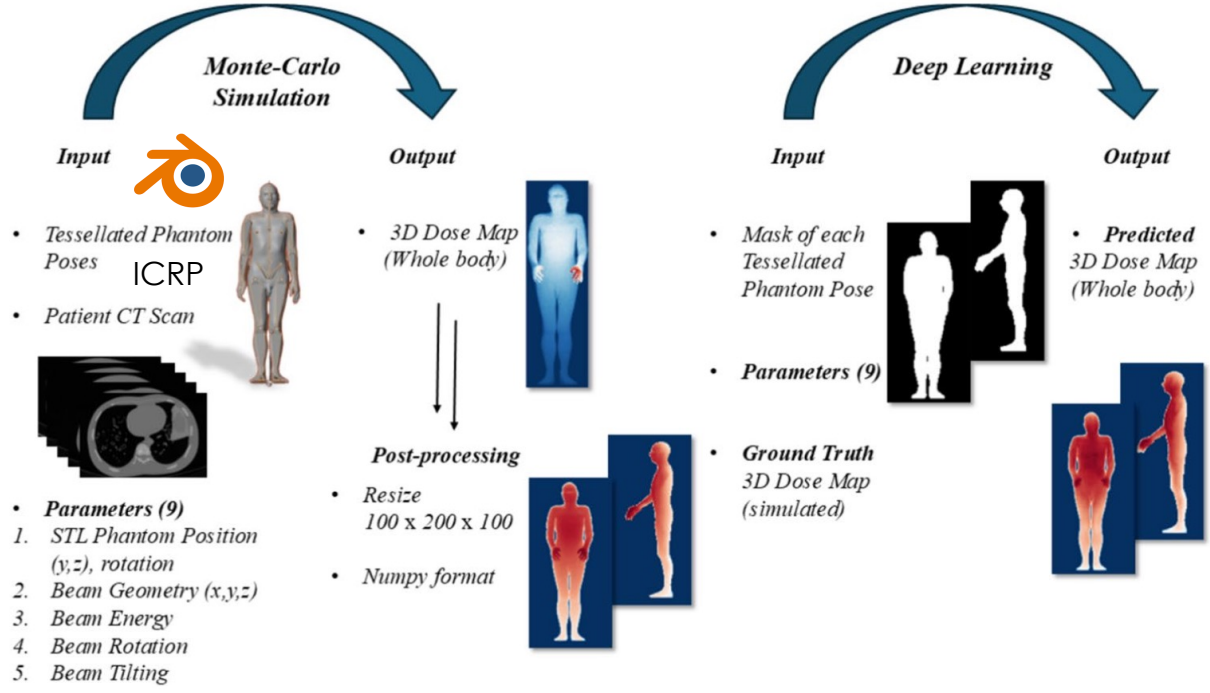 Monte-Carlo
Simulation
Input
Output
• Tessellated Phantom
Poses
ICRP
• Patient CT Scan
• Parameters (9)
1. STL Phantom Position
(y,z), rotation
2. Beam Geometry (x,y,z)
3. Beam Energy
4. Beam Rotation
5. Beam Tilting
• 3D Dose Map
(Whole body)
Post-processing
• Resize
100 x 200 x 100
• Numpy format
Deep Learning
Input
Output
• Mask of each
Tessellated
Phantom Pose
• Parameters (9)
• Ground Truth
3D Dose Map
(simulated)
• Predicted
3D Dose Map
(Whole body)